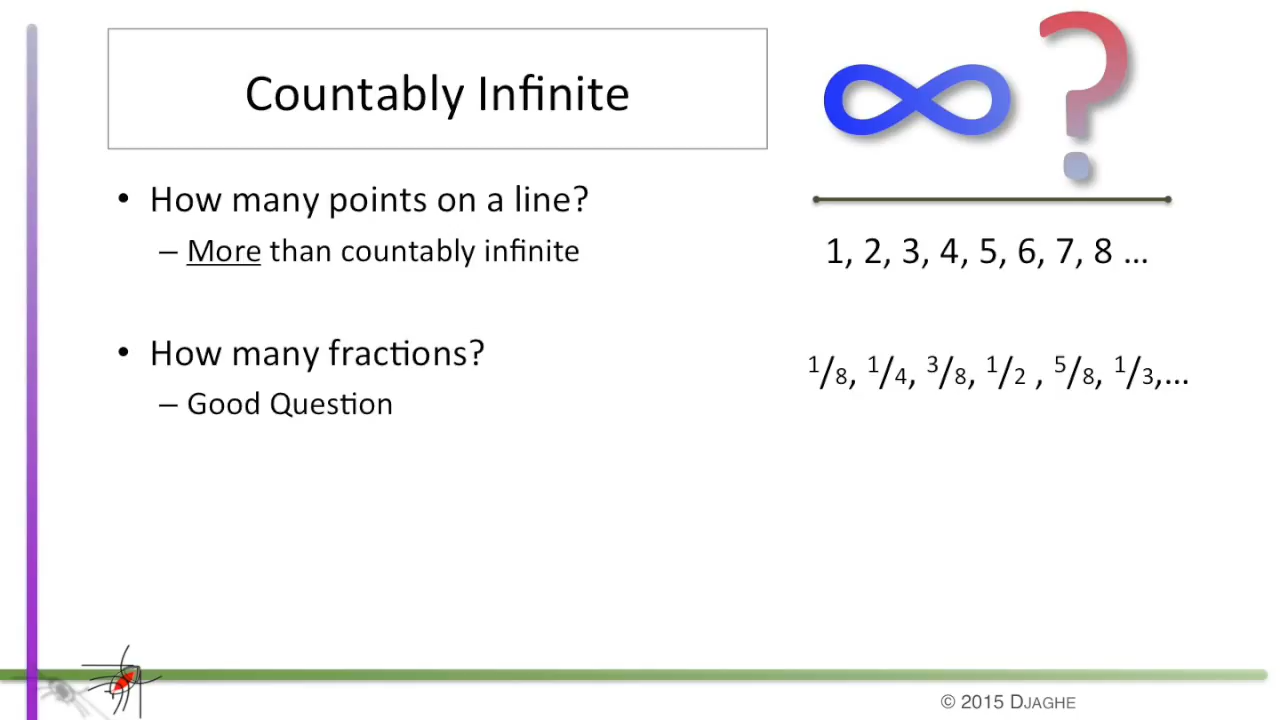 Countably Infinite
∞ ?
• How many points on a line?
– More than countably infinite
1, 2, 3, 4, 5, 6, 7, 8 ...
• How many fractions?
– Good Question
1/8, 1/4, 3/8, 1/2 , 5/8, 1/3,...
© 2015 DJAGHE